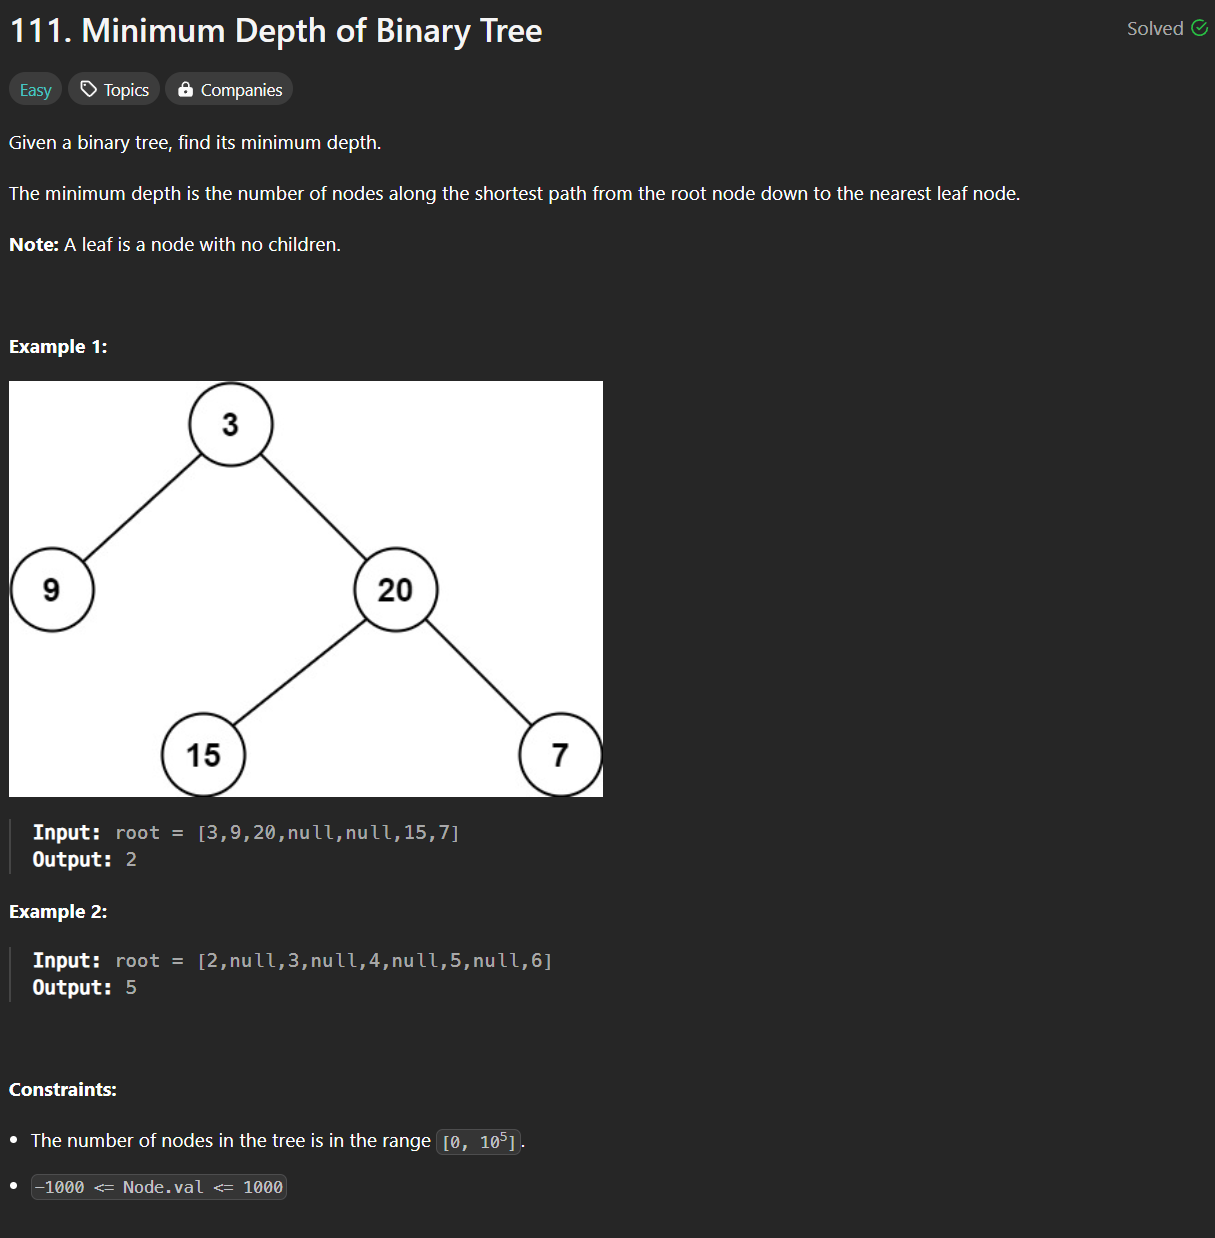 111. Minimum Depth of Binary Tree
Solved
Easy Topics Companies
Given a binary tree, find its minimum depth.
The minimum depth is the number of nodes along the shortest path from the root node down to the nearest leaf node.
Note: A leaf is a node with no children.
Example 1:
3
9 20
15 7
Input: root = [3,9,20,null,null,15,7]
Output: 2
Example 2:
Input: root = [2,null,3,null,4,null,5,null,6]
Output: 5
Constraints:
• The number of nodes in the tree is in the range [0, 10⁵].
• -1000 <= Node.val <= 1000